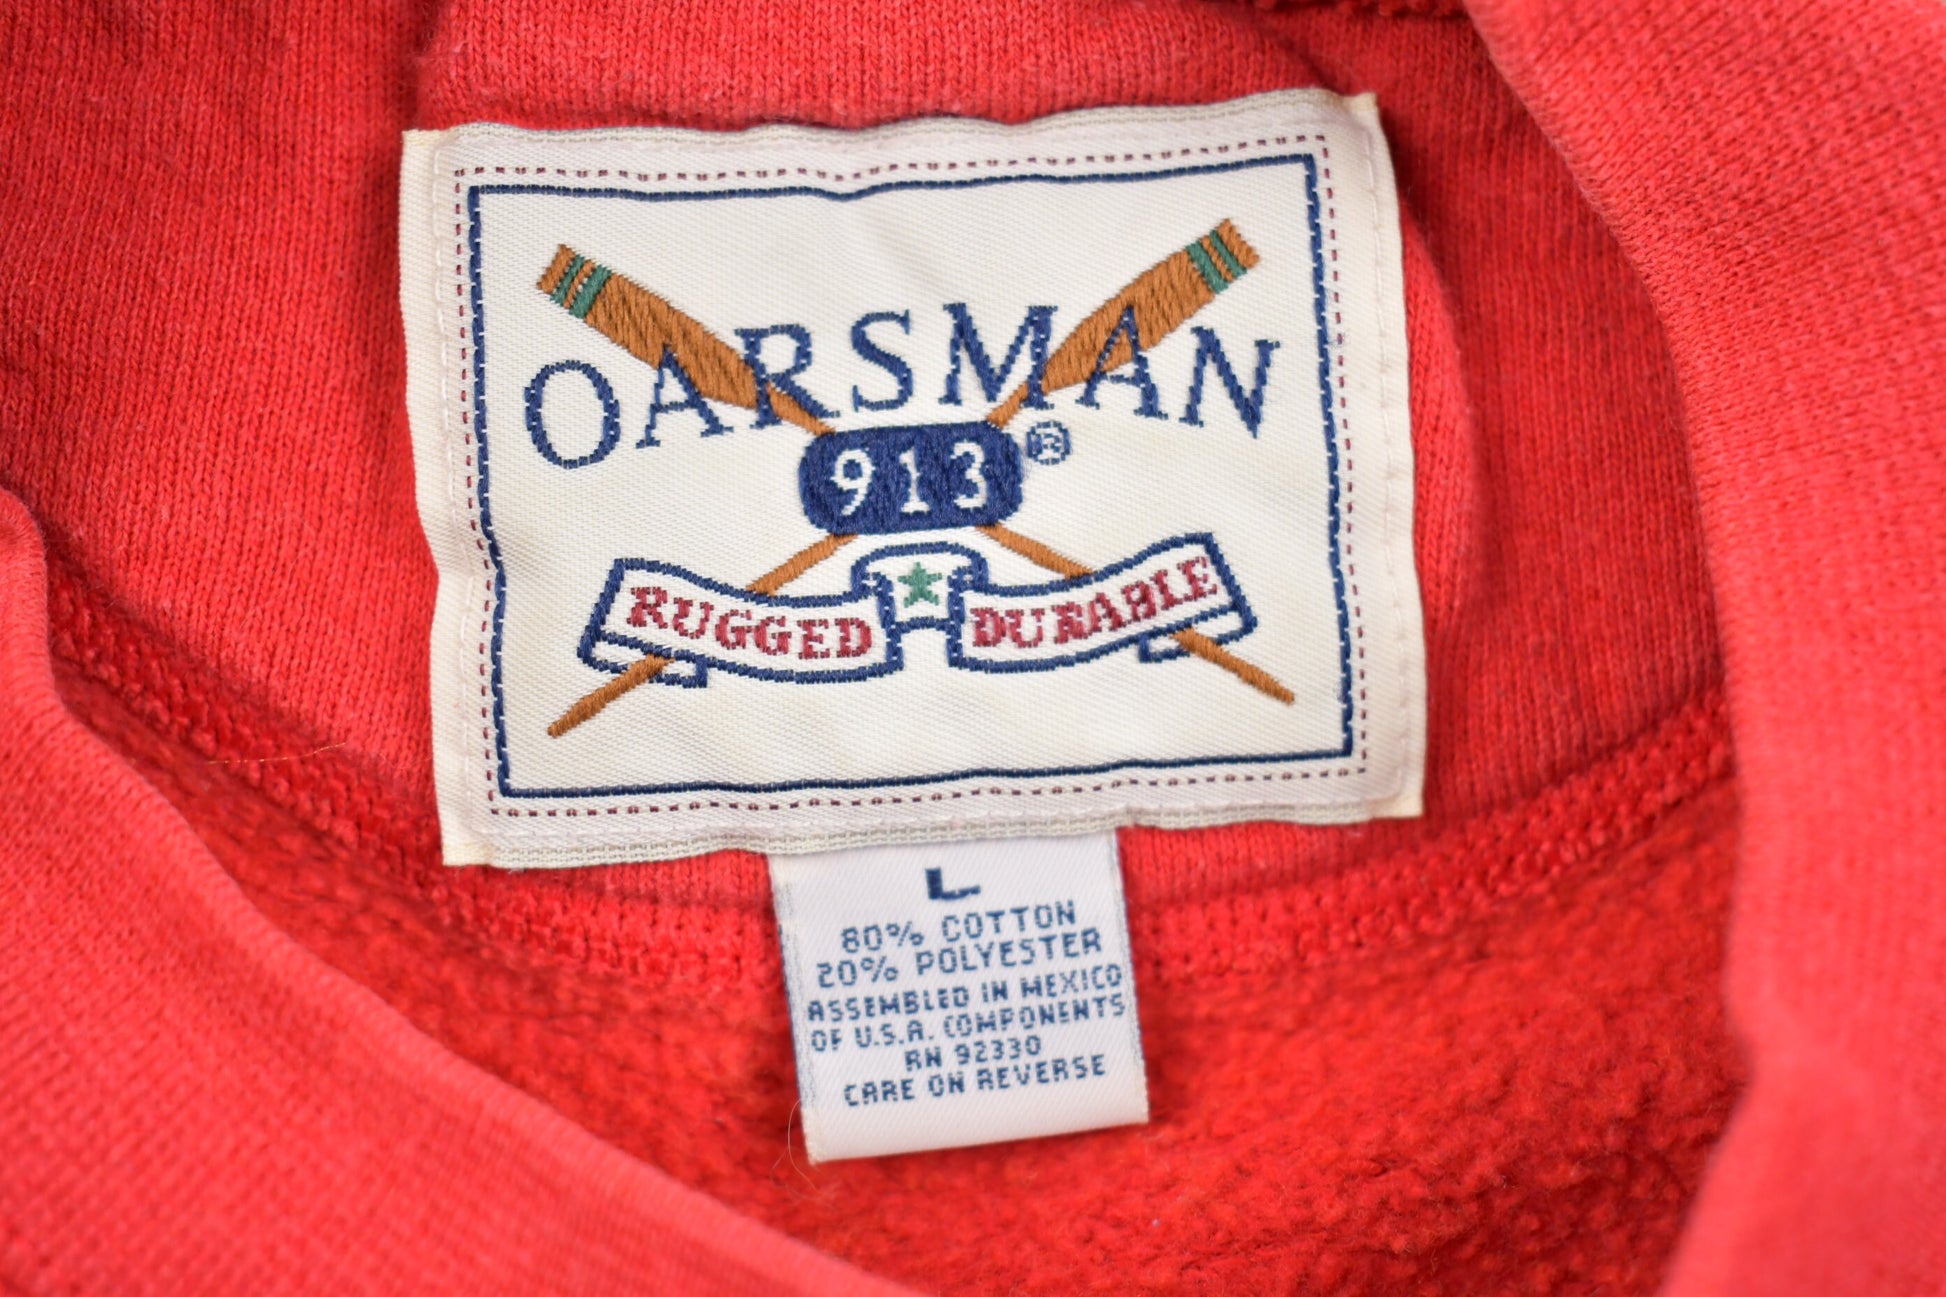 OARSMAN
913®
RUGGED DURABLE
L
80% COTTON
20% POLYESTER
ASSEMBLED IN MEXICO
OF U.S.A. COMPONENTS
RN 92330
CARE ON REVERSE